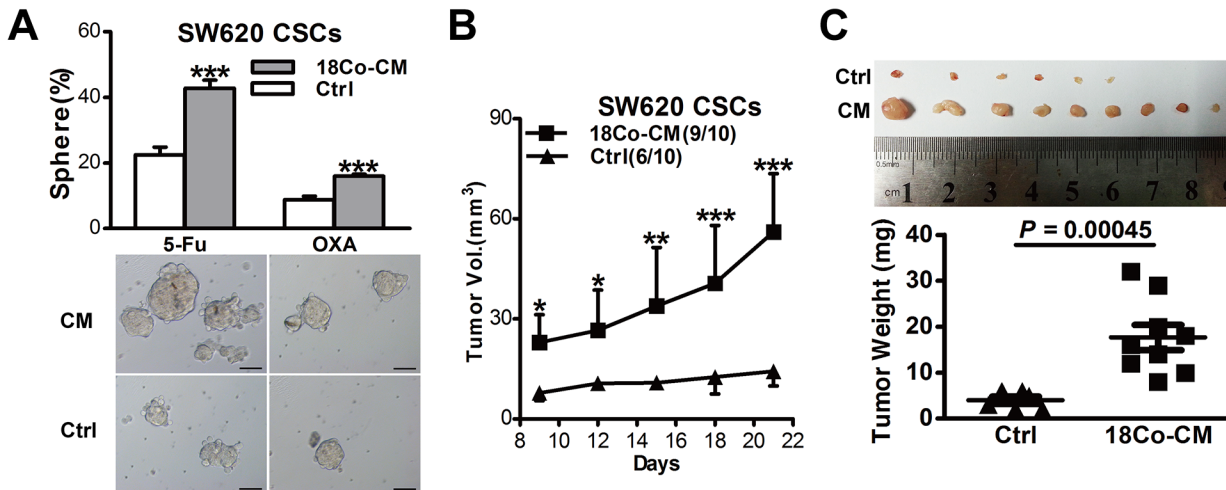 A
SW620 CSCs
Sphere(%)
60
40
20
0
***
***
18Co-CM
Ctrl
5-Fu
OXA
CM
Ctrl
B
SW620 CSCs
18Co-CM(9/10)
Ctrl(6/10)
Tumor Vol.(mm³)
90
60
30
0
*
*
**
***
***
8 10 12 14 16 18 20 22
Days
C
Ctrl
CM
0.5mm
cm 1 2 3 4 5 6 7 8 9
P = 0.00045
Tumor Weight (mg)
40
30
20
10
0
Ctrl
18Co-CM